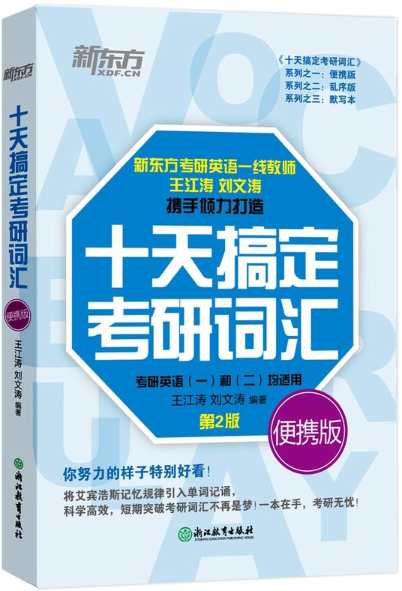 新东方
XDF.CN
《十天搞定考研词汇》
系列之一：便携版
系列之二：乱序版
系列之三：默写本
VOCABULARY
新东方考研英语一线教师
王江涛 刘文涛
携手倾力打造
十天搞定
考研词汇
考研英语（一）和（二）均适用
王江涛 刘文涛 编著
第2版
便携版
你努力的样子特别好看！
将艾宾浩斯记忆规律引入单词记诵，
科学高效，短期突破考研词汇不再是梦！一本在手，考研无忧！
浙江教育出版社
十天搞定考研词汇
便携版
王江涛 刘文涛 编著
浙江教育出版社